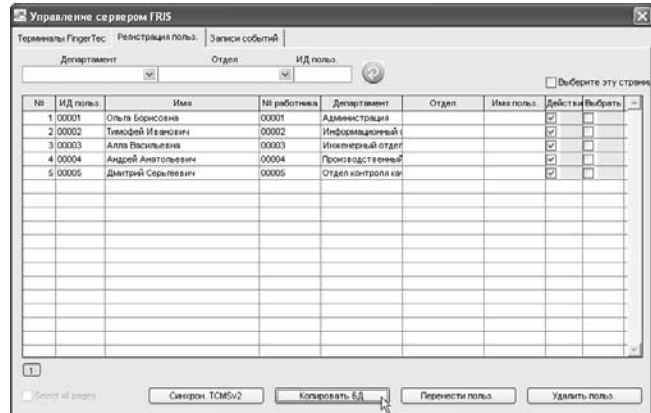 Управление сервером FRIS
Терминалы FingerTec Регистрация польз. Записи событий
Департамент Отдел ИД польз.
Выберите эту страни
№ ИД польз. Имя № работника Департамент Отдел Имя польз. Действи Выбрать
1 00001 Ольга Борисовна 00001 Администрация
2 00002 Тимофей Иванович 00002 Информационный о
3 00003 Алла Васильевна 00003 Инженерный отдел
4 00004 Андрей Анатольевич 00004 Производственный
5 00005 Дмитрий Серьгеевич 00005 Отдел контроля кач
1
Select all pages Синхрон. TCMSv2 Копировать БД Перенести польз. Удалить польз.